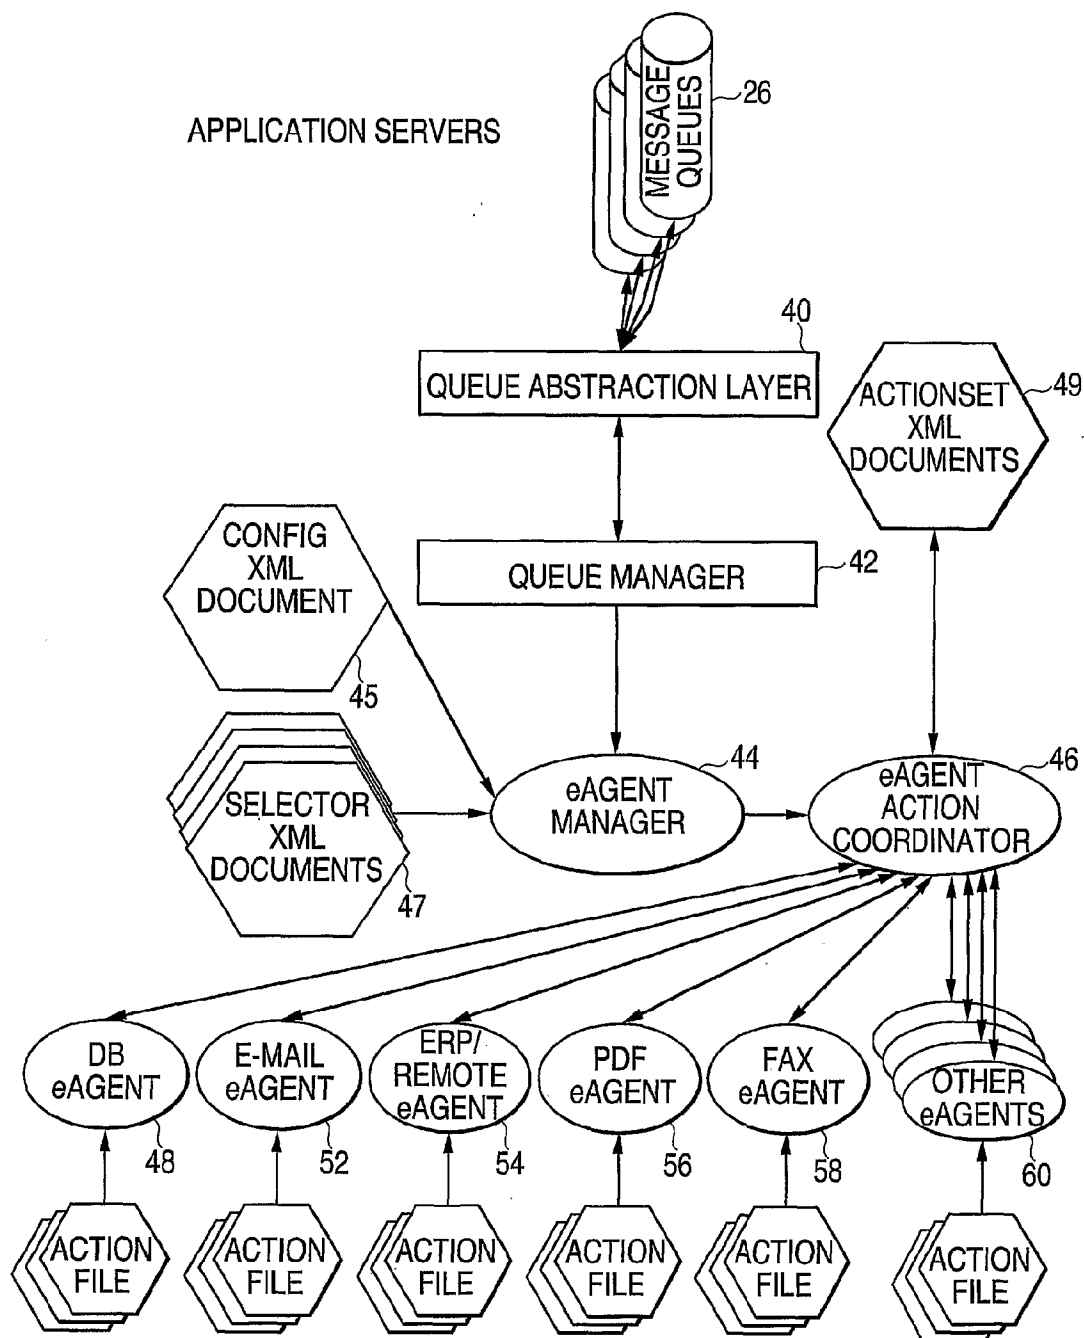 MESSAGE
QUEUES
26
APPLICATION SERVERS
40
QUEUE ABSTRACTION LAYER
ACTIONSET
XML
DOCUMENTS
49
CONFIG
XML
DOCUMENT
45
QUEUE MANAGER
42
SELECTOR
XML
DOCUMENTS
47
eAGENT
MANAGER
44
eAGENT
ACTION
COORDINATOR
46
DB
eAGENT
48
E-MAIL
eAGENT
52
ERP/
REMOTE
eAGENT
54
PDF
eAGENT
56
FAX
eAGENT
58
OTHER
eAGENTS
60
ACTION
FILE
ACTION
FILE
ACTION
FILE
ACTION
FILE
ACTION
FILE
ACTION
FILE